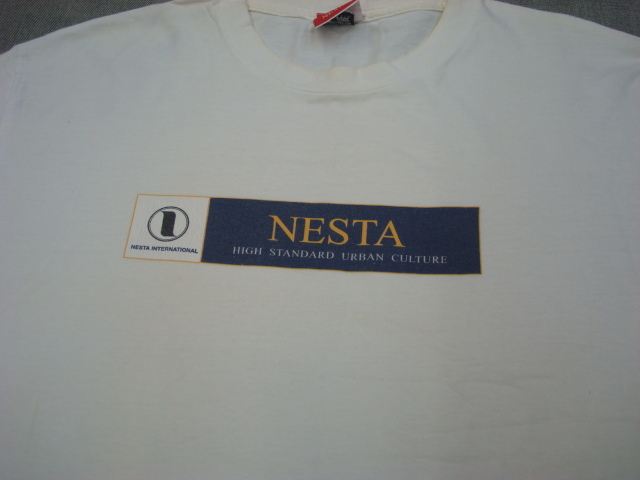 NESTA INTERNATIONAL
NESTA
HIGH STANDARD URBAN CULTURE